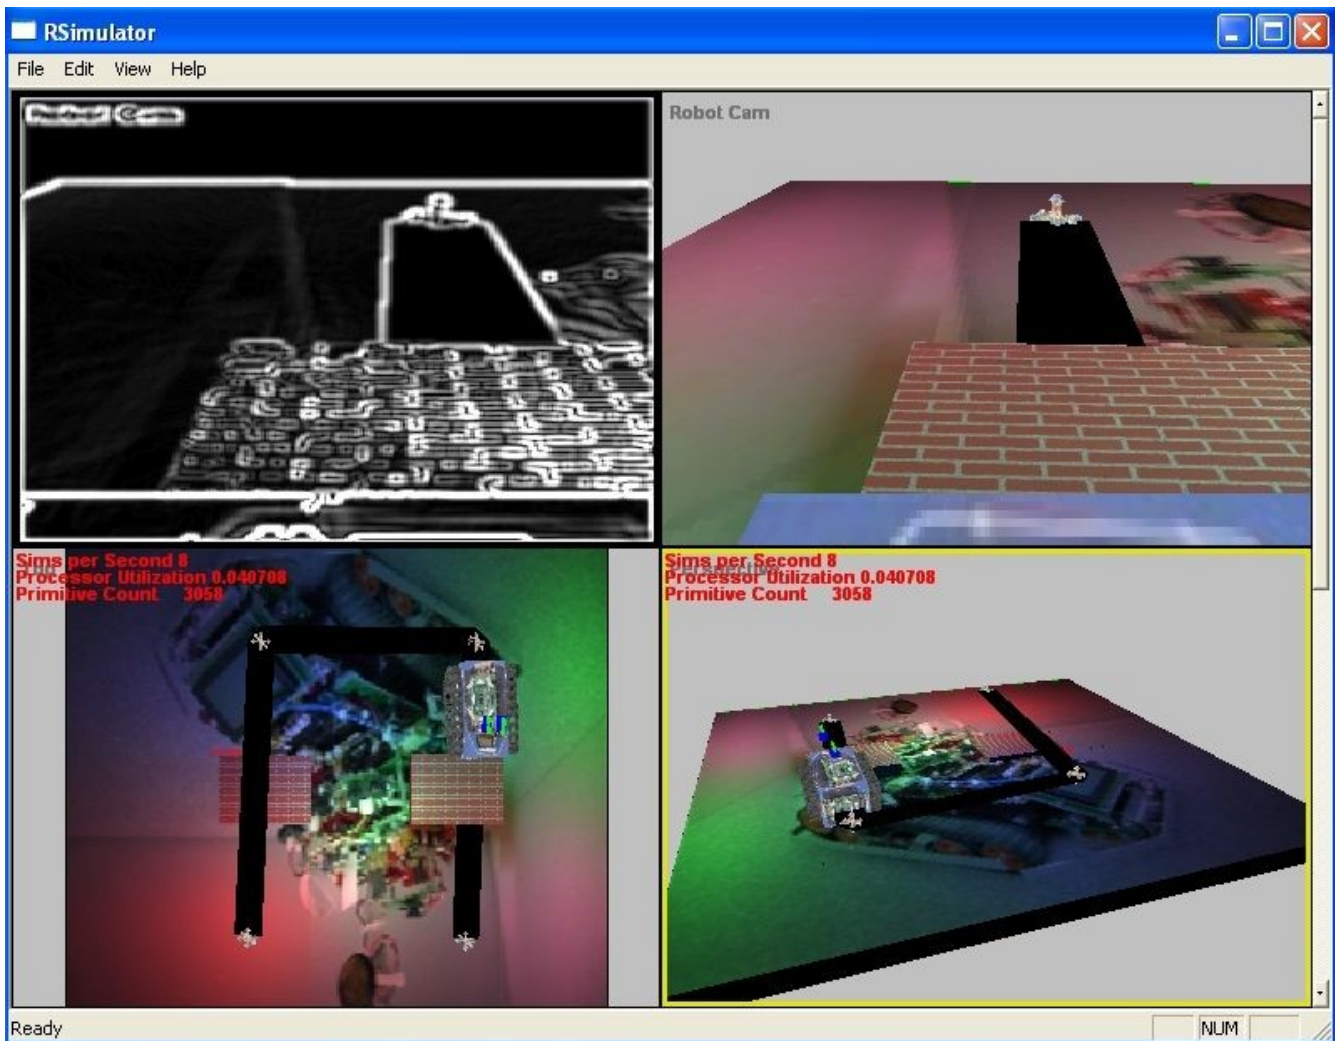 RSimulator
File Edit View Help
Robot Cam
Robot Cam
Sims per Second 8
Processor Utilization 0.040708
Primitive Count 3058
Sims per Second 8
Perspective
Processor Utilization 0.040708
Primitive Count 3058
Ready
NUM